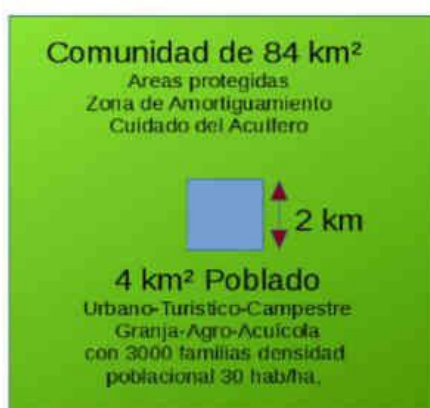 Comunidad de 84 km²
Areas protegidas
Zona de Amortiguamiento
Cuidado del Acuifero
2 km
4 km² Poblado
Urbano-Turistico-Campestre
Granja-Agro-Acuícola
con 3000 familias densidad
poblacional 30 hab/ha.